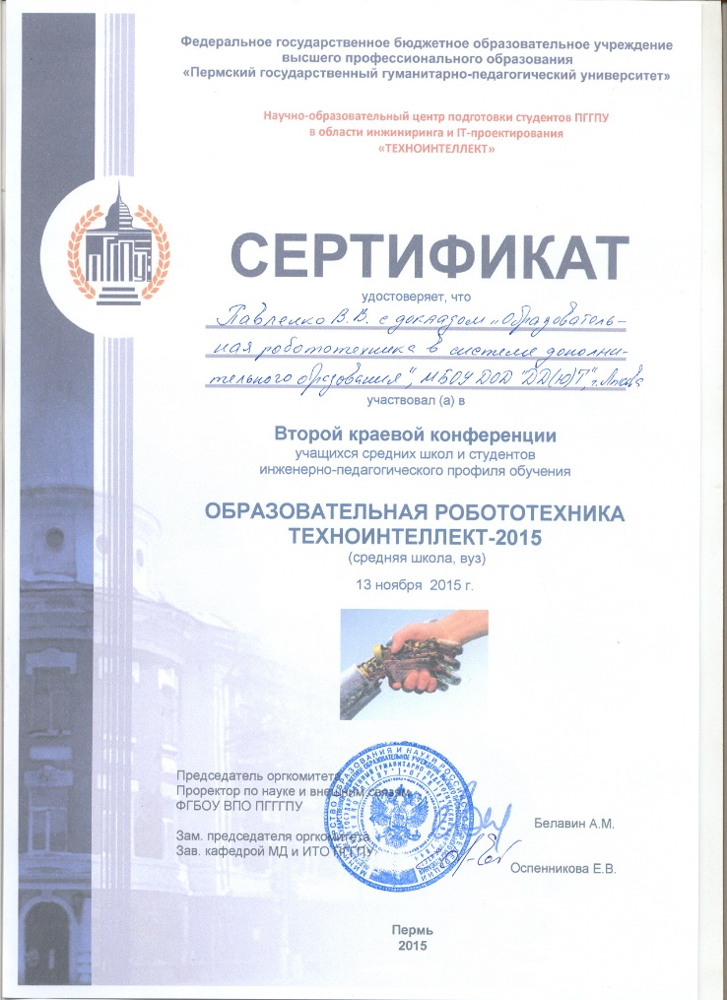 Федеральное государственное бюджетное образовательное учреждение
высшего профессионального образования
«Пермский государственный гуманитарно-педагогический университет»
Научно-образовательный центр подготовки студентов ПГГПУ
в области инжиниринга и IT-проектирования
«ТЕХНОИНТЕЛЛЕКТ»
ПГГПУ
СЕРТИФИКАТ
удостоверяет, что
В.В. с докладом „Образователь-
ная робототехника в системе дополни-
тельного образования", МБОУ ДОД "ДД(Ю)Т", г.
участвовал (а) в
Второй краевой конференции
учащихся средних школ и студентов
инженерно-педагогического профиля обучения
ОБРАЗОВАТЕЛЬНАЯ РОБОТОТЕХНИКА
ТЕХНОИНТЕЛЛЕКТ-2015
(средняя школа, вуз)
13 ноября 2015 г.
Председатель оргкомитета
Проректор по науке и внешним связям
ФГБОУ ВПО ПГГГПУ
Белавин А.М.
Зам. председателя оргкомитета
Зав. кафедрой МД и ИТО ПГГПУ
Оспенникова Е.В.
Пермь
2015